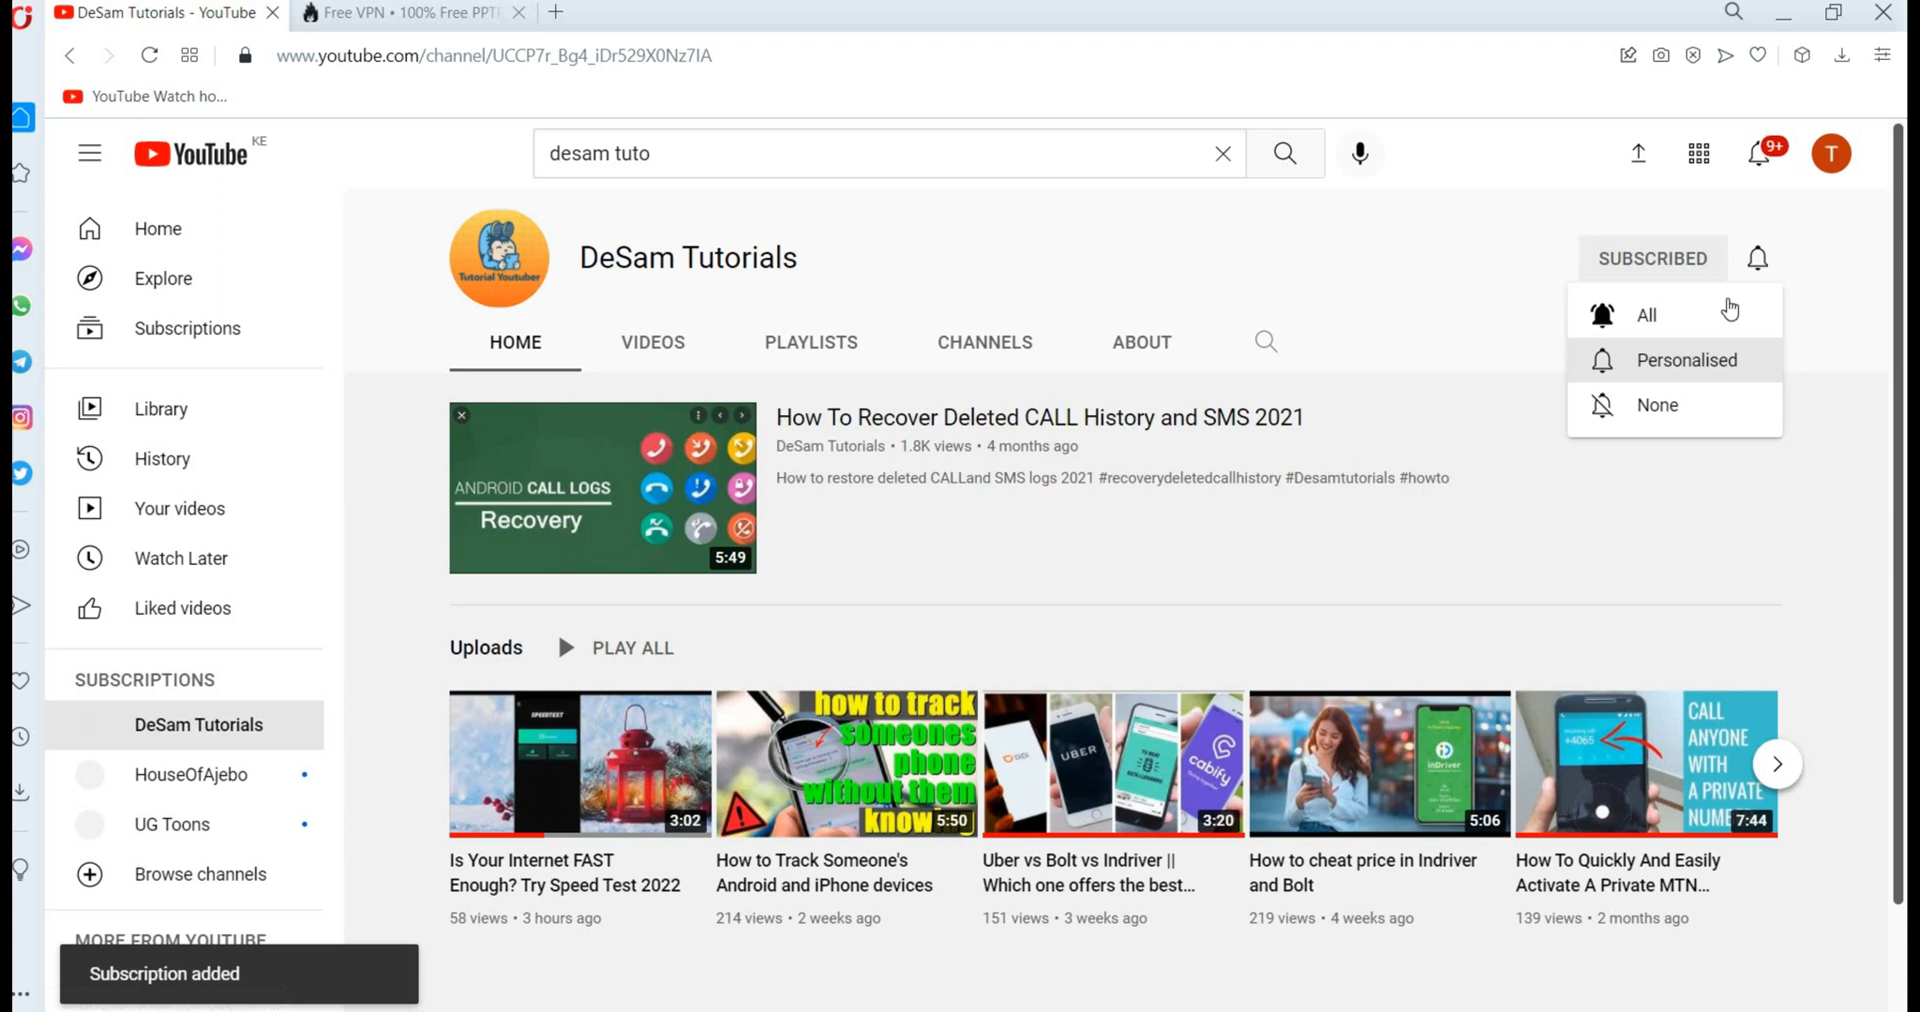 DeSam Tutorials - YouTube
Free VPN • 100% Free PPT
www.youtube.com/channel/UCCP7r_Bg4_iDr529X0Nz7IA
YouTube Watch ho...
YouTube KE
desam tuto
9+
T
Home
Explore
Subscriptions
Library
History
Your videos
Watch Later
Liked videos
SUBSCRIPTIONS
DeSam Tutorials
HouseOfAjebo
UG Toons
Browse channels
MORE FROM YOUTUBE
Subscription added
Tutorial Youtuber
DeSam Tutorials
SUBSCRIBED
All
Personalised
None
HOME VIDEOS PLAYLISTS CHANNELS ABOUT
ANDROID CALL LOGS
Recovery
5:49
How To Recover Deleted CALL History and SMS 2021
DeSam Tutorials • 1.8K views • 4 months ago
How to restore deleted CALLand SMS logs 2021 #recoverydeletedcallhistory #Desamtutorials #howto
Uploads PLAY ALL
SPEEDTEST
3:02
Is Your Internet FAST
Enough? Try Speed Test 2022
58 views • 3 hours ago
how to track
someones
phone
without them
know
5:50
How to Track Someone's
Android and iPhone devices
214 views • 2 weeks ago
DiDi
UBER
cabify
3:20
Uber vs Bolt vs Indriver ||
Which one offers the best...
151 views • 3 weeks ago
inDriver
5:06
How to cheat price in Indriver
and Bolt
219 views • 4 weeks ago
+4065
CALL
ANYONE
WITH
A PRIVATE
NUM
7:44
How To Quickly And Easily
Activate A Private MTN...
139 views • 2 months ago